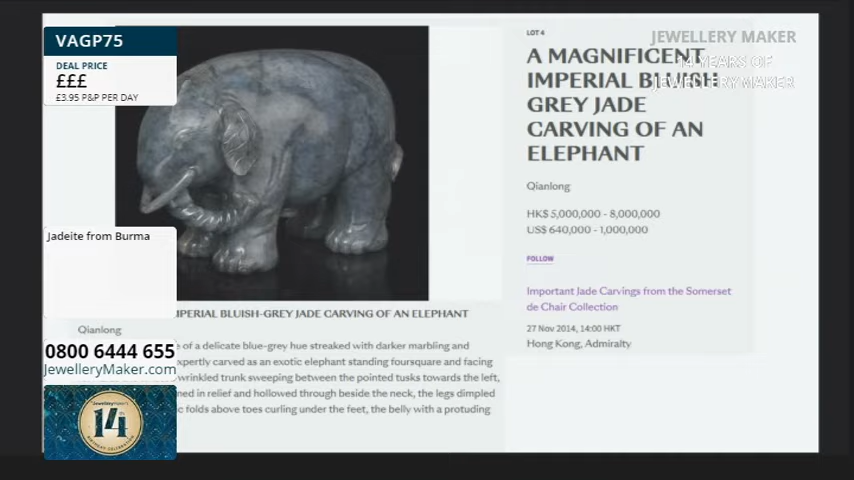 VAGP75
DEAL PRICE
£££
£3.95 P&P PER DAY
Jadeite from Burma
0800 6444 655
JewelleryMaker.com
14
JEWELLERY MAKER
14 YEARS OF
JEWELLERY MAKER
LOT 4
A MAGNIFICENT
IMPERIAL BLUISH
GREY JADE
CARVING OF AN
ELEPHANT
Qianlong
HK$ 5,000,000 - 8,000,000
US$ 640,000 - 1,000,000
FOLLOW
Important Jade Carvings from the Somerset
de Chair Collection
27 Nov 2014, 14:00 HKT
Hong Kong, Admiralty
IMPERIAL BLUISH-GREY JADE CARVING OF AN ELEPHANT
Qianlong
of a delicate blue-grey hue streaked with darker marbling and
expertly carved as an exotic elephant standing foursquare and facing
wrinkled trunk sweeping between the pointed tusks towards the left,
in relief and hollowed through beside the neck, the legs dimpled
folds above toes curling under the feet, the belly with a protuding